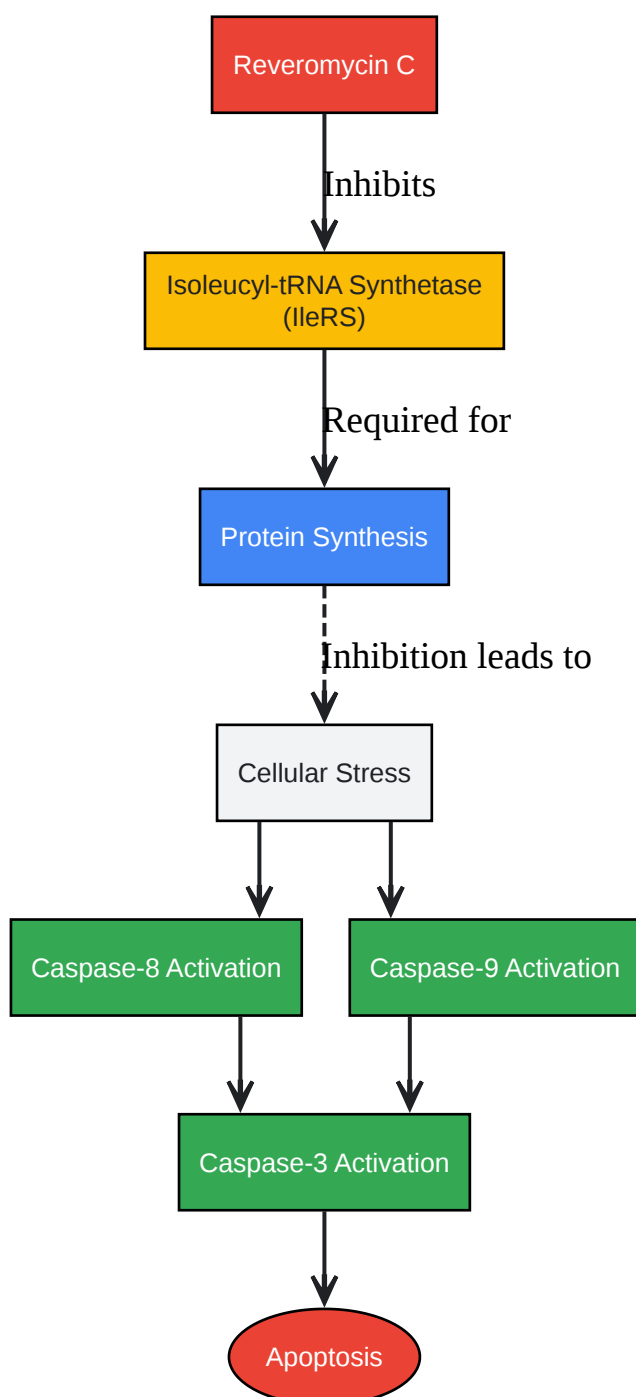 Reveromycin C
Inhibits
Isoleucyl-tRNA Synthetase
(IleRS)
Required for
Protein Synthesis
Inhibition leads to
Cellular Stress
Caspase-8 Activation
Caspase-9 Activation
Caspase-3 Activation
Apoptosis